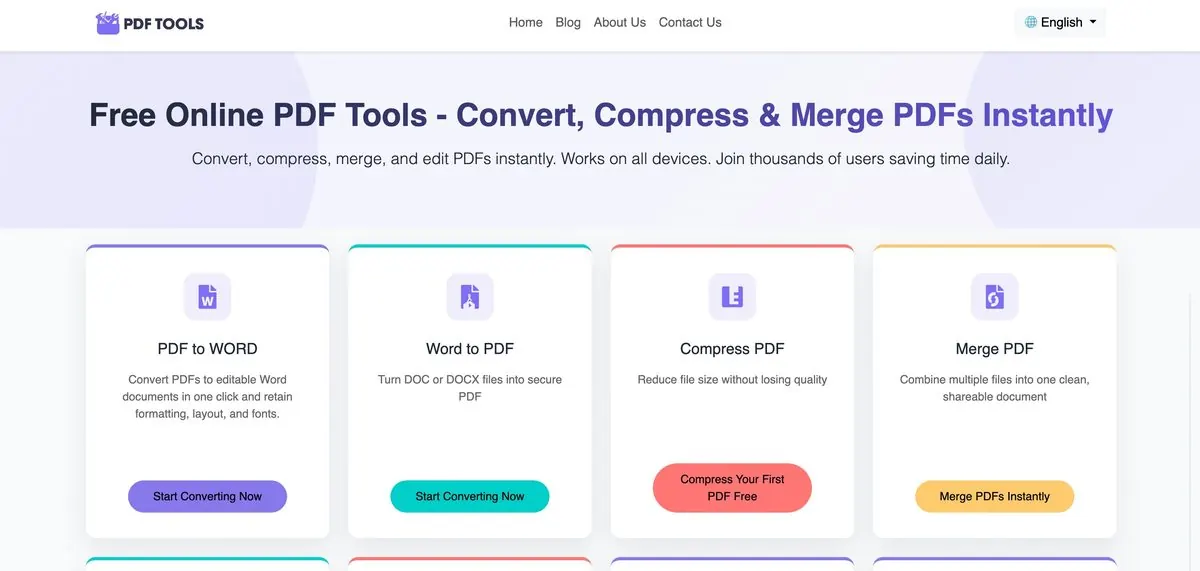 PDF TOOLS
Home Blog About Us Contact Us
English
Free Online PDF Tools - Convert, Compress & Merge PDFs Instantly
Convert, compress, merge, and edit PDFs instantly. Works on all devices. Join thousands of users saving time daily.
W
PDF to WORD
Convert PDFs to editable Word
documents in one click and retain
formatting, layout, and fonts.
Start Converting Now
Word to PDF
Turn DOC or DOCX files into secure
PDF
Start Converting Now
Compress PDF
Reduce file size without losing quality
Compress Your First
PDF Free
Merge PDF
Combine multiple files into one clean,
shareable document
Merge PDFs Instantly